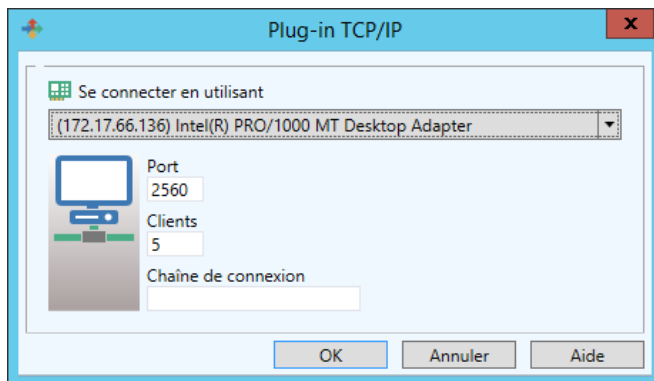 Plug-in TCP/IP
x
Se connecter en utilisant
(172.17.66.136) Intel(R) PRO/1000 MT Desktop Adapter
Port
2560
Clients
5
Chaîne de connexion
OK
Annuler
Aide